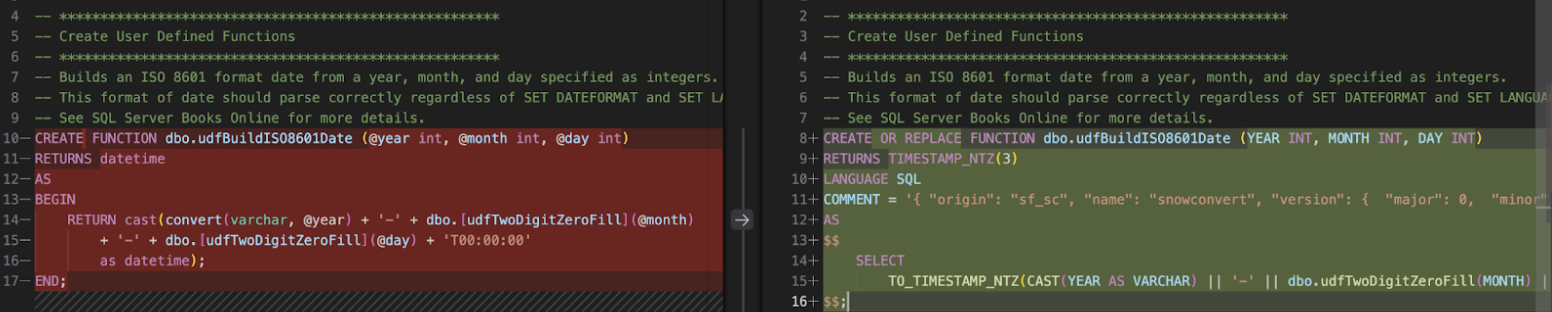 4 -- ******************************************************
5 -- Create User Defined Functions
6 -- ******************************************************
7 -- Builds an ISO 8601 format date from a year, month, and day specified as integers.
8 -- This format of date should parse correctly regardless of SET DATEFORMAT and SET LA
9 -- See SQL Server Books Online for more details.
10- CREATE FUNCTION dbo.udfBuildISO8601Date (@year int, @month int, @day int)
11- RETURNS datetime
12- AS
13- BEGIN
14- RETURN cast(convert(varchar, @year) + '-' + dbo.[udfTwoDigitZeroFill](@month)
15- + '-' + dbo.[udfTwoDigitZeroFill](@day) + 'T00:00:00'
16- as datetime);
17- END;
2 -- ******************************************************
3 -- Create User Defined Functions
4 -- ******************************************************
5 -- Builds an ISO 8601 format date from a year, month, and day specified as integers.
6 -- This format of date should parse correctly regardless of SET DATEFORMAT and SET LANGUA
7 -- See SQL Server Books Online for more details.
8+ CREATE OR REPLACE FUNCTION dbo.udfBuildISO8601Date (YEAR INT, MONTH INT, DAY INT)
9+ RETURNS TIMESTAMP_NTZ(3)
10+ LANGUAGE SQL
11+ COMMENT = '{ "origin": "sf_sc", "name": "snowconvert", "version": { "major": 0, "minor"
12+ AS
13+ $$
14+ SELECT
15+ TO_TIMESTAMP_NTZ(CAST(YEAR AS VARCHAR) || '-' || dbo.udfTwoDigitZeroFill(MONTH) |
16+ $$;